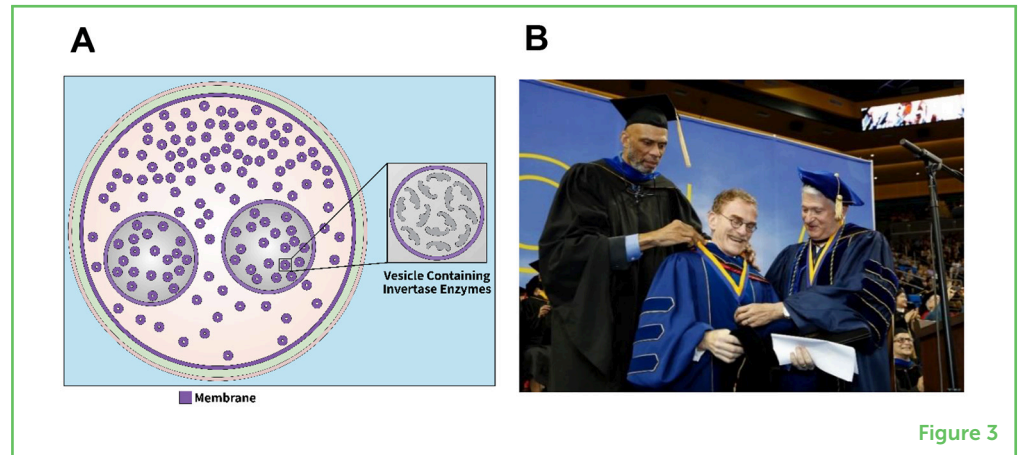 A
B
Vesicle Containing
Invertase Enzymes
Membrane
Figure 3